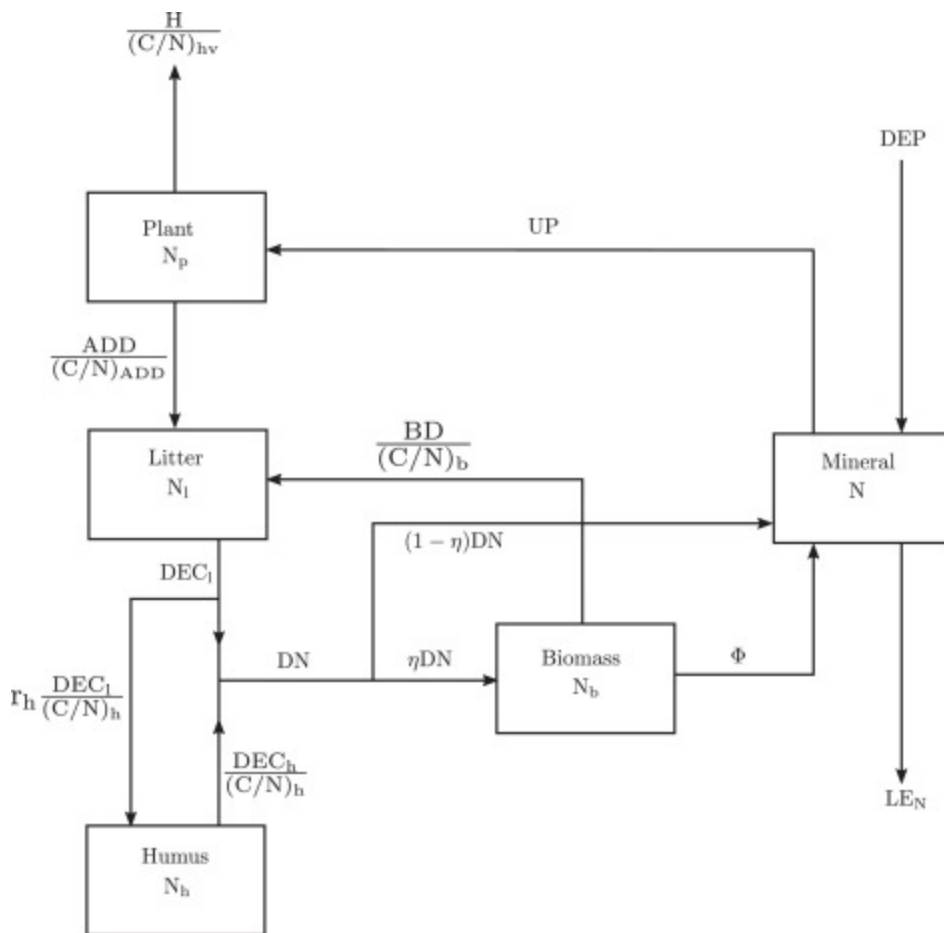 H
(C/N)hv
DEP
Plant
Np
UP
ADD
(C/N)ADD
BD
(C/N)b
Litter
Nl
Mineral
N
(1 − η)DN
DECl
DN
ηDN
Biomass
Nb
Φ
rh DECl
(C/N)h
DECh
(C/N)h
LEN
Humus
Nh